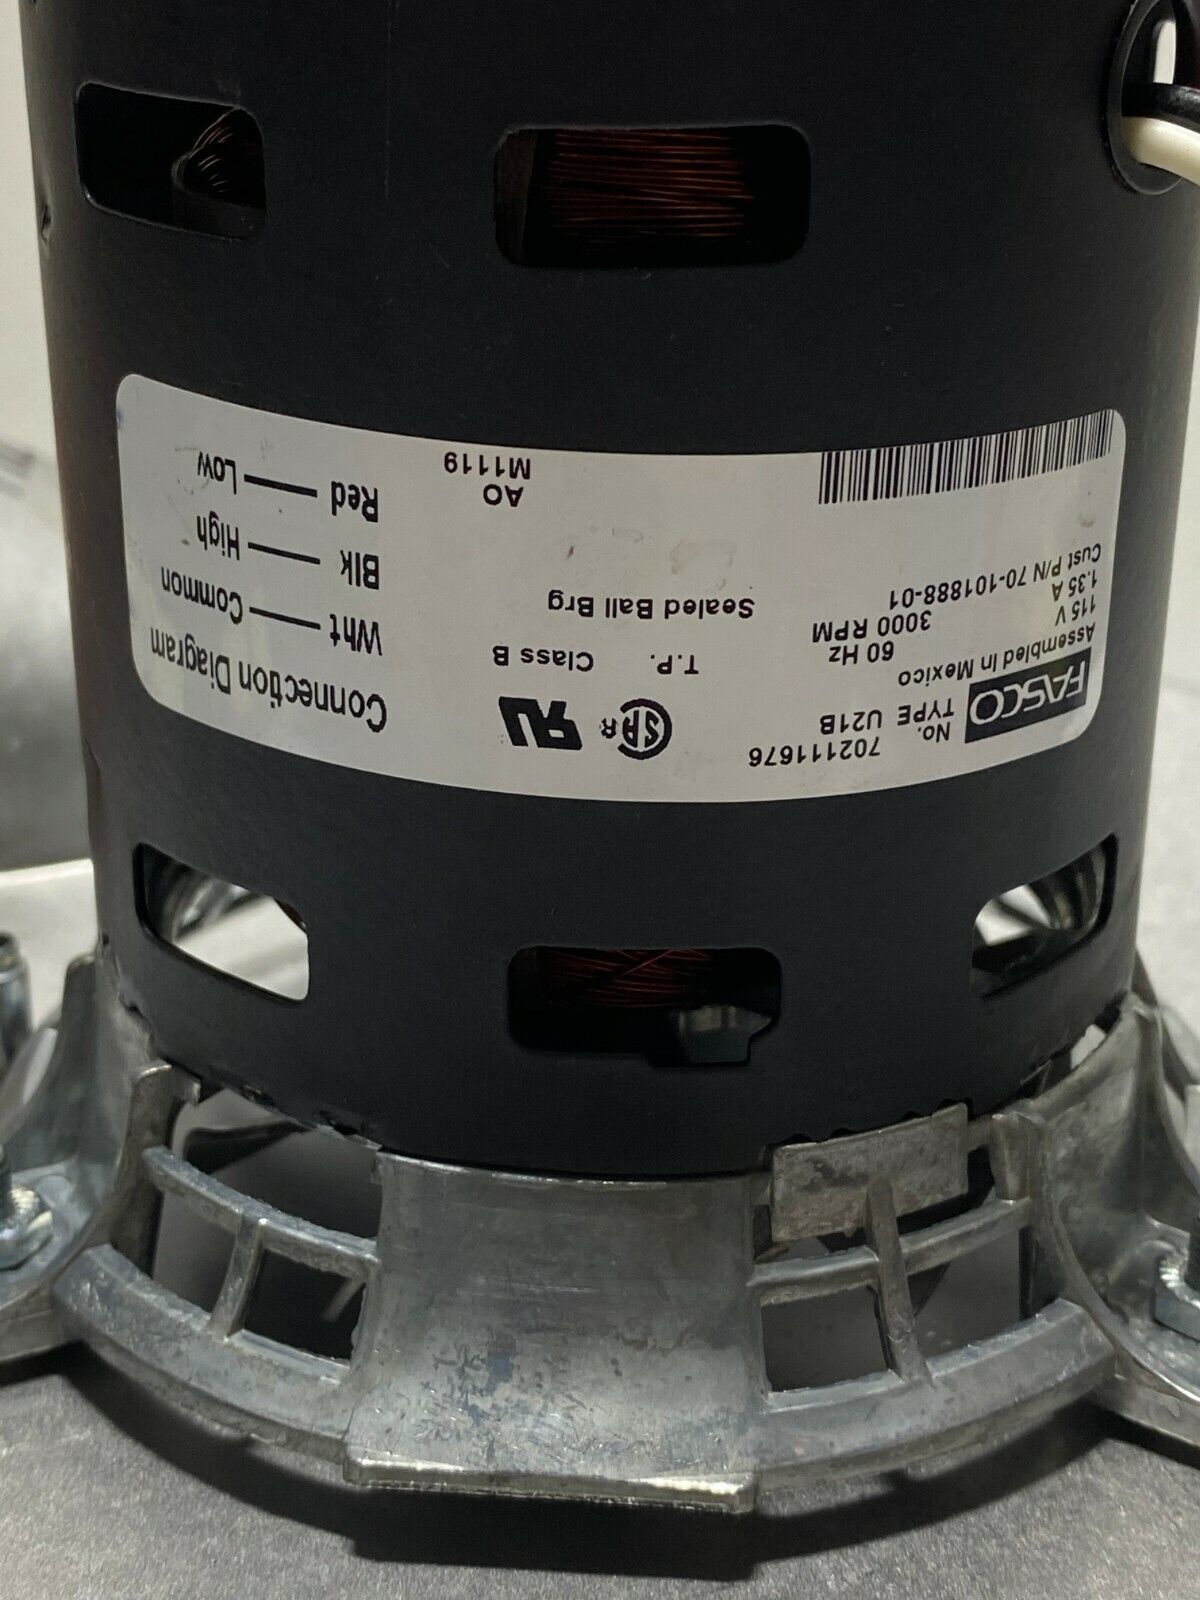 FASCO
No. 702111676
TYPE U21B
Assembled In Mexico
115 V 60 Hz
1.35 A 3000 RPM
Cust P/N 70-101888-01
SA
T.P. Class B
Sealed Ball Brg
AO
M1119
Connection Diagram
Wht — Common
Blk — High
Red — Low